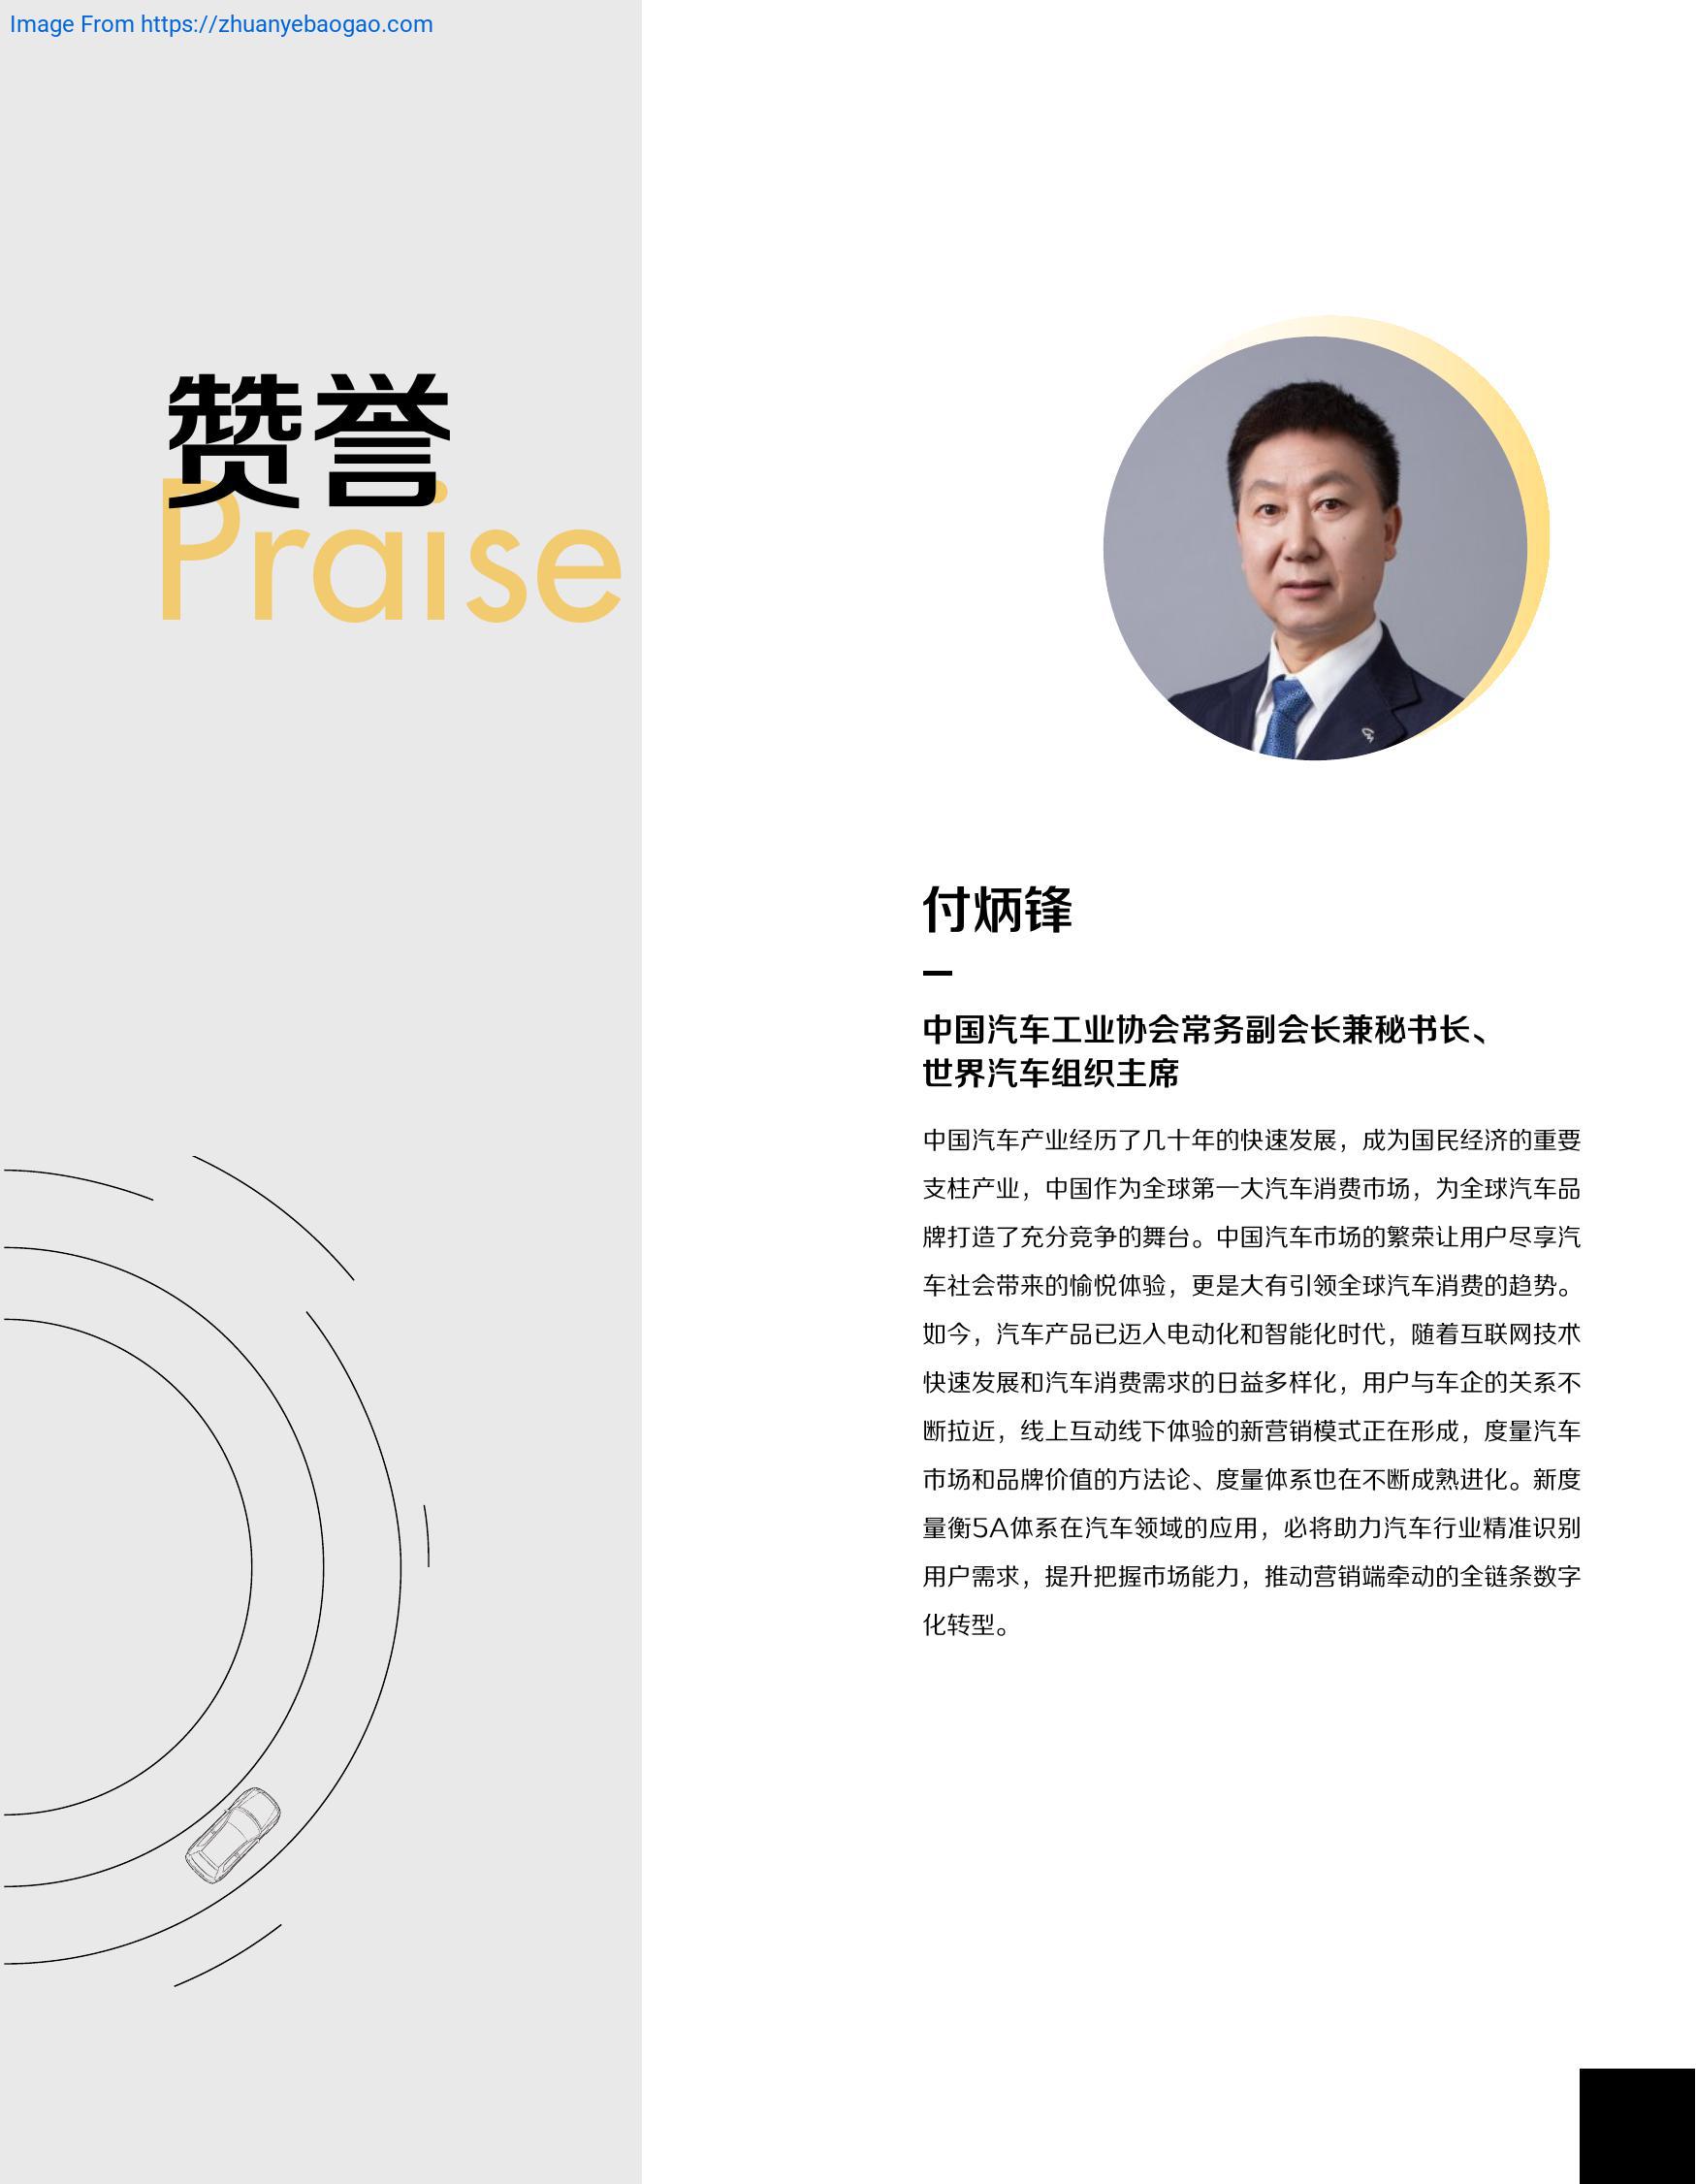 Image From https://zhuanyebaogao.com
赞誉
Praise
付炳锋
中国汽车工业协会常务副会长兼秘书长、
世界汽车组织主席
中国汽车产业经历了几十年的快速发展，成为国民经济的重要
支柱产业，中国作为全球第一大汽车消费市场，为全球汽车品
牌打造了充分竞争的舞台。中国汽车市场的繁荣让用户尽享汽
车社会带来的愉悦体验，更是大有引领全球汽车消费的趋势。
如今，汽车产品已迈入电动化和智能化时代，随着互联网技术
快速发展和汽车消费需求的日益多样化，用户与车企的关系不
断拉近，线上互动线下体验的新营销模式正在形成，度量汽车
市场和品牌价值的方法论、度量体系也在不断成熟进化。新度
量衡5A体系在汽车领域的应用，必将助力汽车行业精准识别
用户需求，提升把握市场能力，推动营销端牵动的全链条数字
化转型。